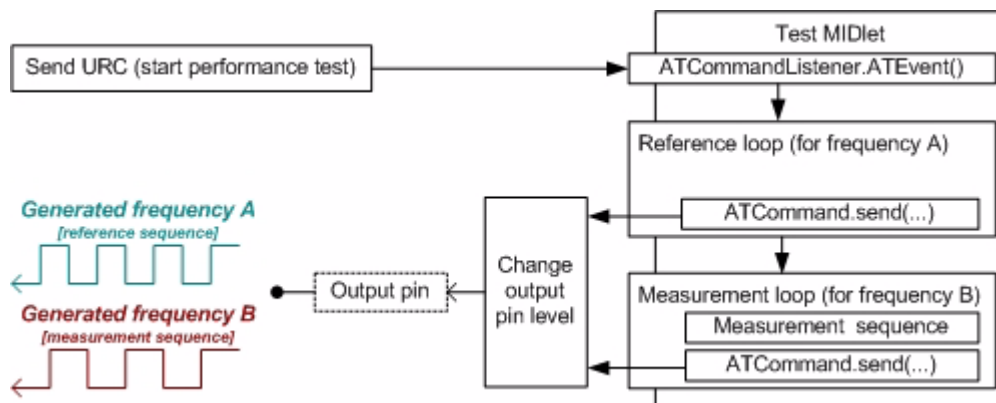 Test MIDlet
Send URC (start performance test)
ATCommandListener.ATEvent()
Reference loop (for frequency A)
ATCommand.send(...)
Generated frequency A
[reference sequence]
Change
output
pin level
Output pin
Generated frequency B
[measurement sequence]
Measurement loop (for frequency B)
Measurement sequence
ATCommand.send(...)